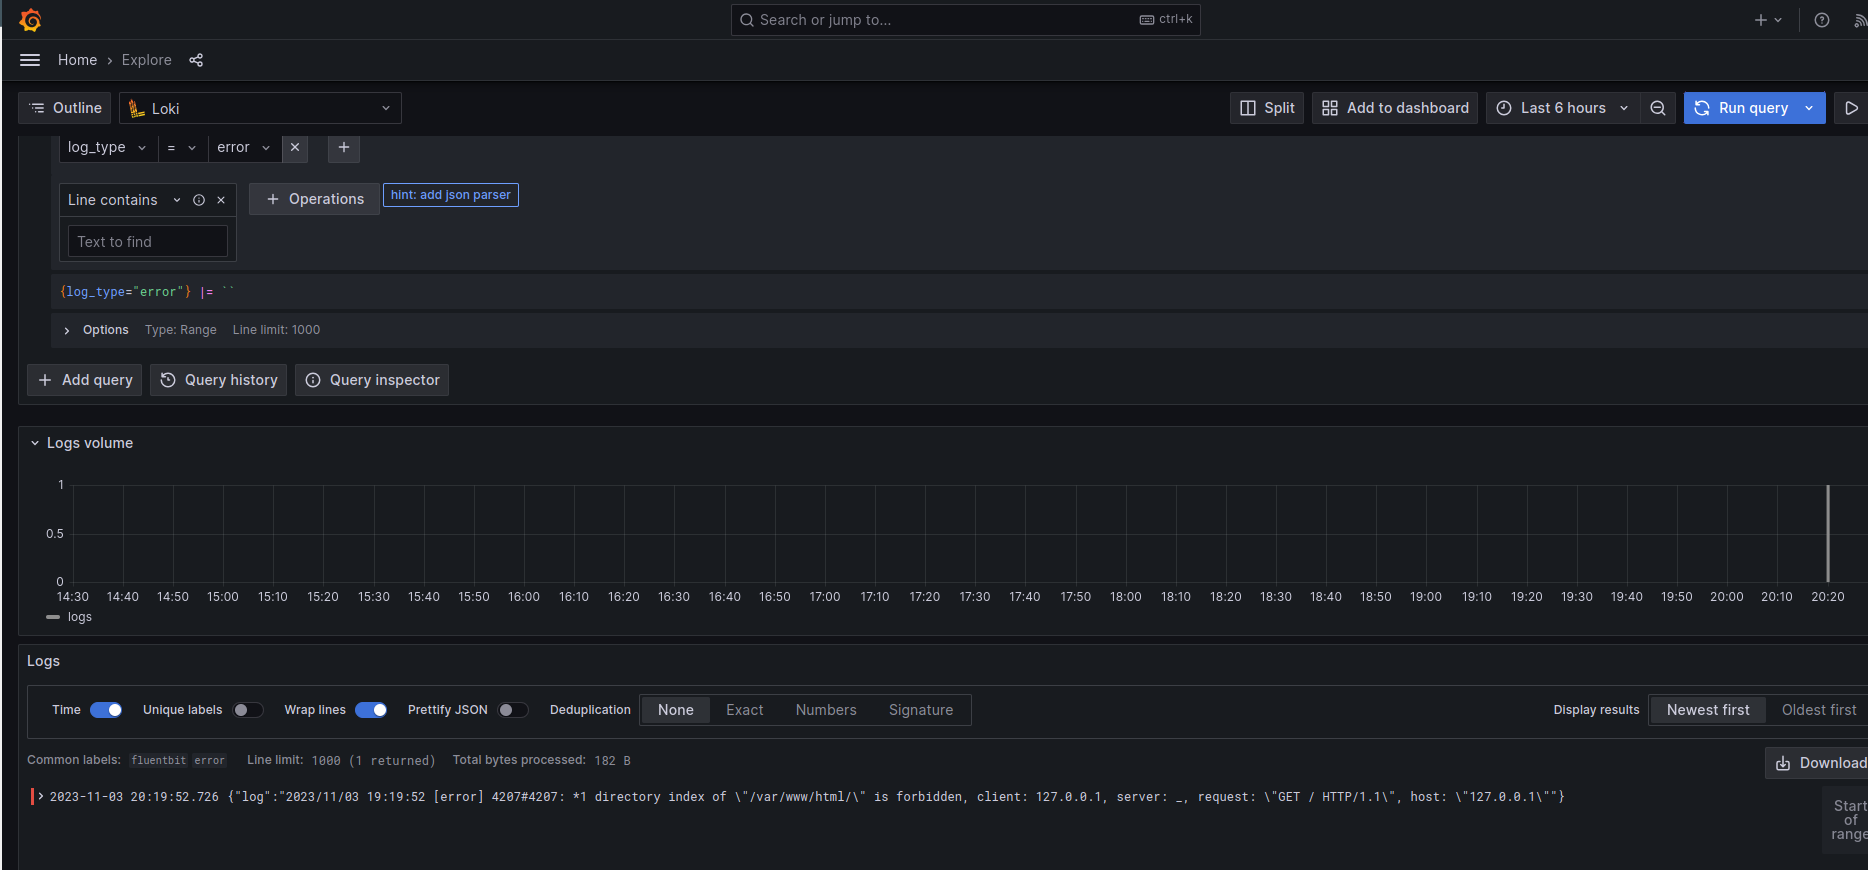 Search or jump to... ctrl+k
Home › Explore
Outline Loki Split Add to dashboard Last 6 hours Run query
log_type = error
Line contains + Operations hint: add json parser
Text to find
{log_type="error"} |= ``
Options Type: Range Line limit: 1000
+ Add query Query history Query inspector
Logs volume
1
0.5
0
14:30 14:40 14:50 15:00 15:10 15:20 15:30 15:40 15:50 16:00 16:10 16:20 16:30 16:40 16:50 17:00 17:10 17:20 17:30 17:40 17:50 18:00 18:10 18:20 18:30 18:40 18:50 19:00 19:10 19:20 19:30 19:40 19:50 20:00 20:10 20:20
logs
Logs
Time Unique labels Wrap lines Prettify JSON Deduplication None Exact Numbers Signature Display results Newest first Oldest first
Common labels: fluentbit error Line limit: 1000 (1 returned) Total bytes processed: 182 B Download
2023-11-03 20:19:52.726 {"log":"2023/11/03 19:19:52 [error] 4207#4207: *1 directory index of \"/var/www/html/\" is forbidden, client: 127.0.0.1, server: _, request: \"GET / HTTP/1.1\", host: \"127.0.0.1\""}
Start
of
range